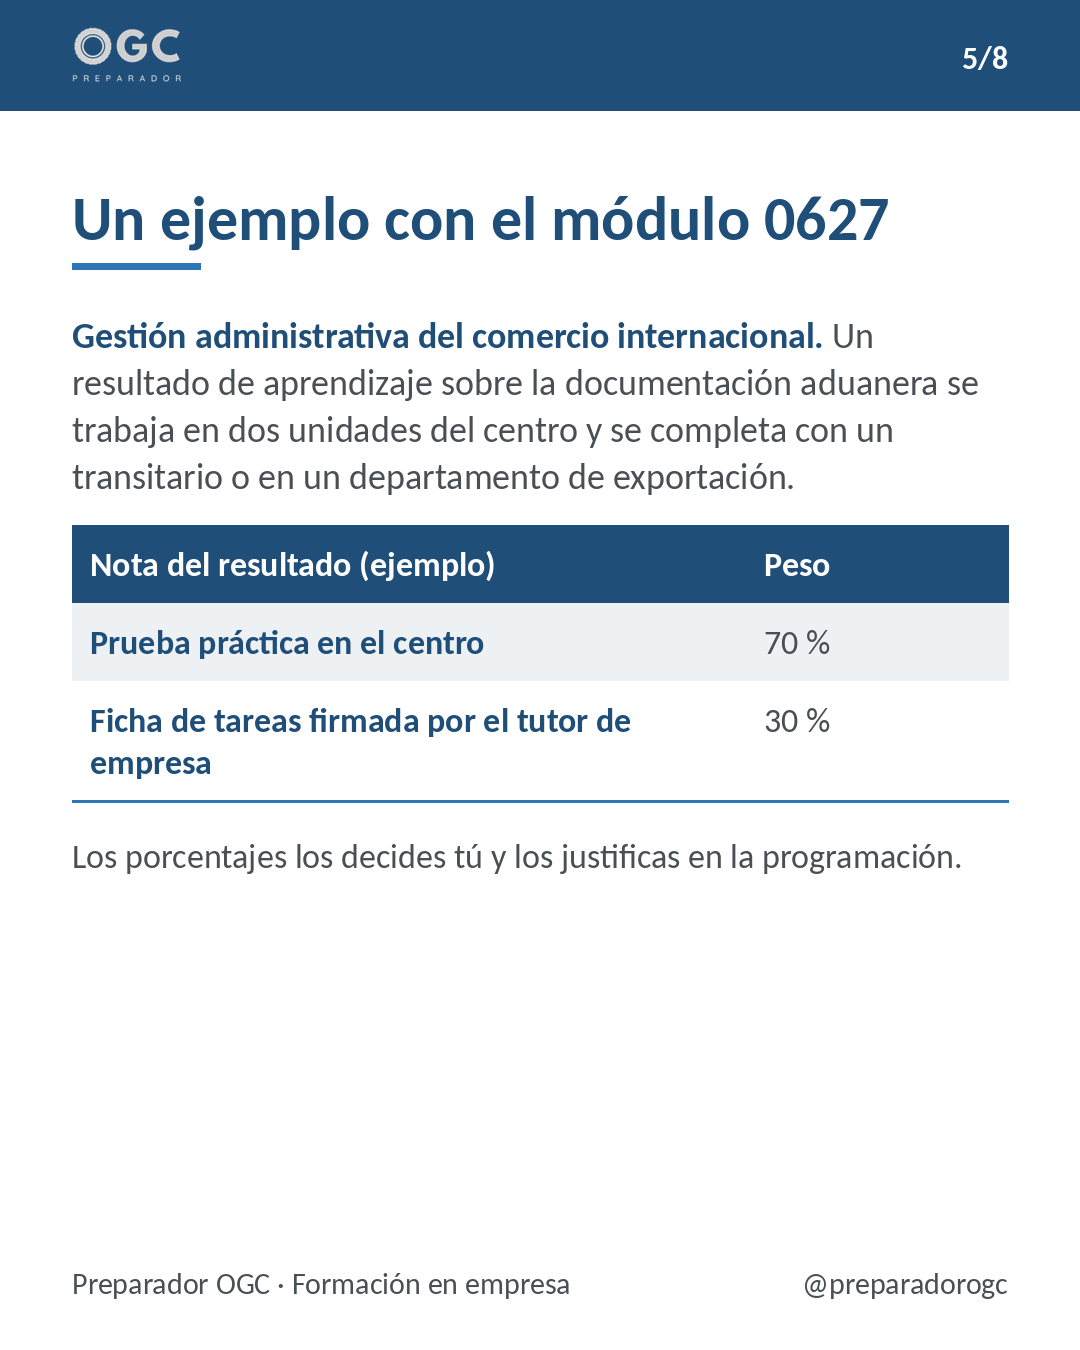 OGC
PREPARADOR
5/8
Un ejemplo con el módulo 0627
Gestión administrativa del comercio internacional. Un
resultado de aprendizaje sobre la documentación aduanera se
trabaja en dos unidades del centro y se completa con un
transitario o en un departamento de exportación.
Nota del resultado (ejemplo) Peso
Prueba práctica en el centro 70 %
Ficha de tareas firmada por el tutor de 30 %
empresa
Los porcentajes los decides tú y los justificas en la programación.
Preparador OGC · Formación en empresa @preparadorogc